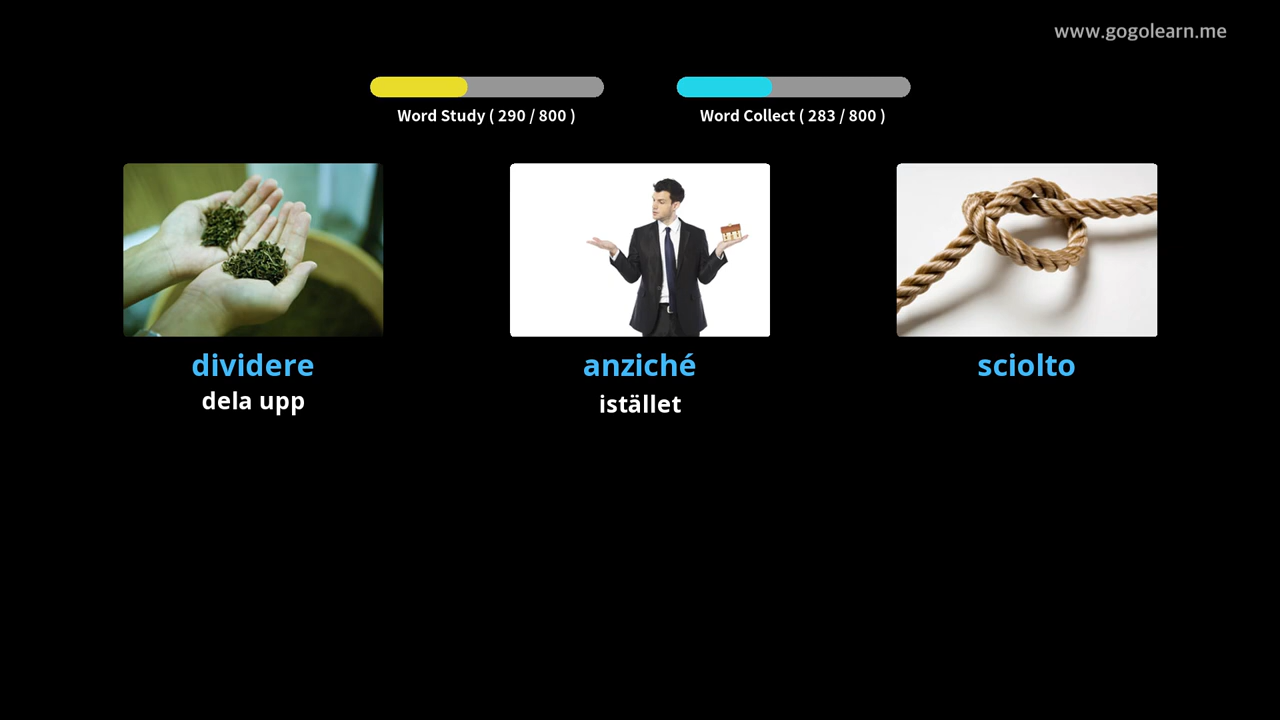 www.gogolearn.me
Word Study ( 290 / 800 )
Word Collect ( 283 / 800 )
dividere
dela upp
anziché
istället
sciolto